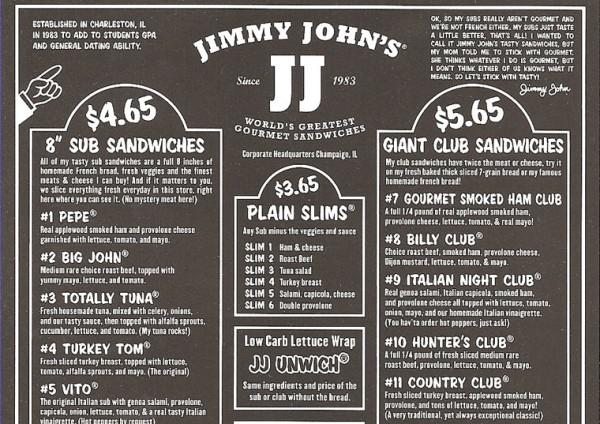 ESTABLISHED IN CHARLESTON, IL
IN 1983 TO ADD TO STUDENTS GPA
AND GENERAL DATING ABILITY.
JIMMY JOHN'S®
Since JJ 1983
WORLD'S GREATEST
GOURMET SANDWICHES
Corporate Headquarters Champaign, IL
OK, SO MY SUBS REALLY AREN'T GOURMET AND
WE'RE NOT FRENCH EITHER. MY SUBS JUST TASTE
A LITTLE BETTER, THAT'S ALL! I WANTED TO
CALL IT JIMMY JOHN'S TASTY SANDWICHES, BUT
MY MOM TOLD ME TO STICK WITH GOURMET.
SHE THINKS WHATEVER I DO IS GOURMET, BUT
I DON'T THINK EITHER OF US KNOWS WHAT IT
MEANS. SO LET'S STICK WITH TASTY!
Jimmy John
$4.65
8" SUB SANDWICHES
All of my tasty sub sandwiches are a full 8 inches of
homemade French bread, fresh veggies and the finest
meats & cheese I can buy! And if it matters to you,
we slice everything fresh everyday in this store, right
here where you can see it. (No mystery meat here!)
#1 PEPE®
Real applewood smoked ham and provolone cheese
garnished with lettuce, tomato, and mayo.
#2 BIG JOHN®
Medium rare choice roast beef, topped with
yummy mayo, lettuce, and tomato.
#3 TOTALLY TUNA®
Fresh housemade tuna, mixed with celery, onions,
and our tasty sauce, then topped with alfalfa sprouts,
cucumber, lettuce, and tomato. (My tuna rocks!)
#4 TURKEY TOM®
Fresh sliced turkey breast, topped with lettuce,
tomato, alfalfa sprouts, and mayo. (The original)
#5 VITO®
The original Italian sub with genoa salami, provolone,
capicola, onion, lettuce, tomato, & a real tasty Italian
vinaigrette. (Hot peppers by request)
$3.65
PLAIN SLIMS®
Any Sub minus the veggies and sauce
SLIM 1 Ham & cheese
SLIM 2 Roast Beef
SLIM 3 Tuna salad
SLIM 4 Turkey breast
SLIM 5 Salami, capicola, cheese
SLIM 6 Double provolone
Low Carb Lettuce Wrap
JJ UNWICH®
Same ingredients and price of the
sub or club without the bread.
$5.65
GIANT CLUB SANDWICHES
My club sandwiches have twice the meat or cheese, try it
on my fresh baked thick sliced 7-grain bread or my famous
homemade french bread!
#7 GOURMET SMOKED HAM CLUB
A full 1/4 pound of real applewood smoked ham,
provolone cheese, lettuce, tomato, & real mayo!
#8 BILLY CLUB®
Choice roast beef, smoked ham, provolone cheese,
Dijon mustard, lettuce, tomato, & mayo.
#9 ITALIAN NIGHT CLUB®
Real genoa salami, Italian capicola, smoked ham,
and provolone cheese all topped with lettuce, tomato,
onion, mayo, and our homemade Italian vinaigrette.
(You hav'ta order hot peppers, just ask!)
#10 HUNTER'S CLUB®
A full 1/4 pound of fresh sliced medium rare
roast beef, provolone, lettuce, tomato, & mayo!
#11 COUNTRY CLUB®
Fresh sliced turkey breast, applewood smoked ham,
provolone, and tons of lettuce, tomato, and mayo!
(A very traditional, yet always exceptional classic!)